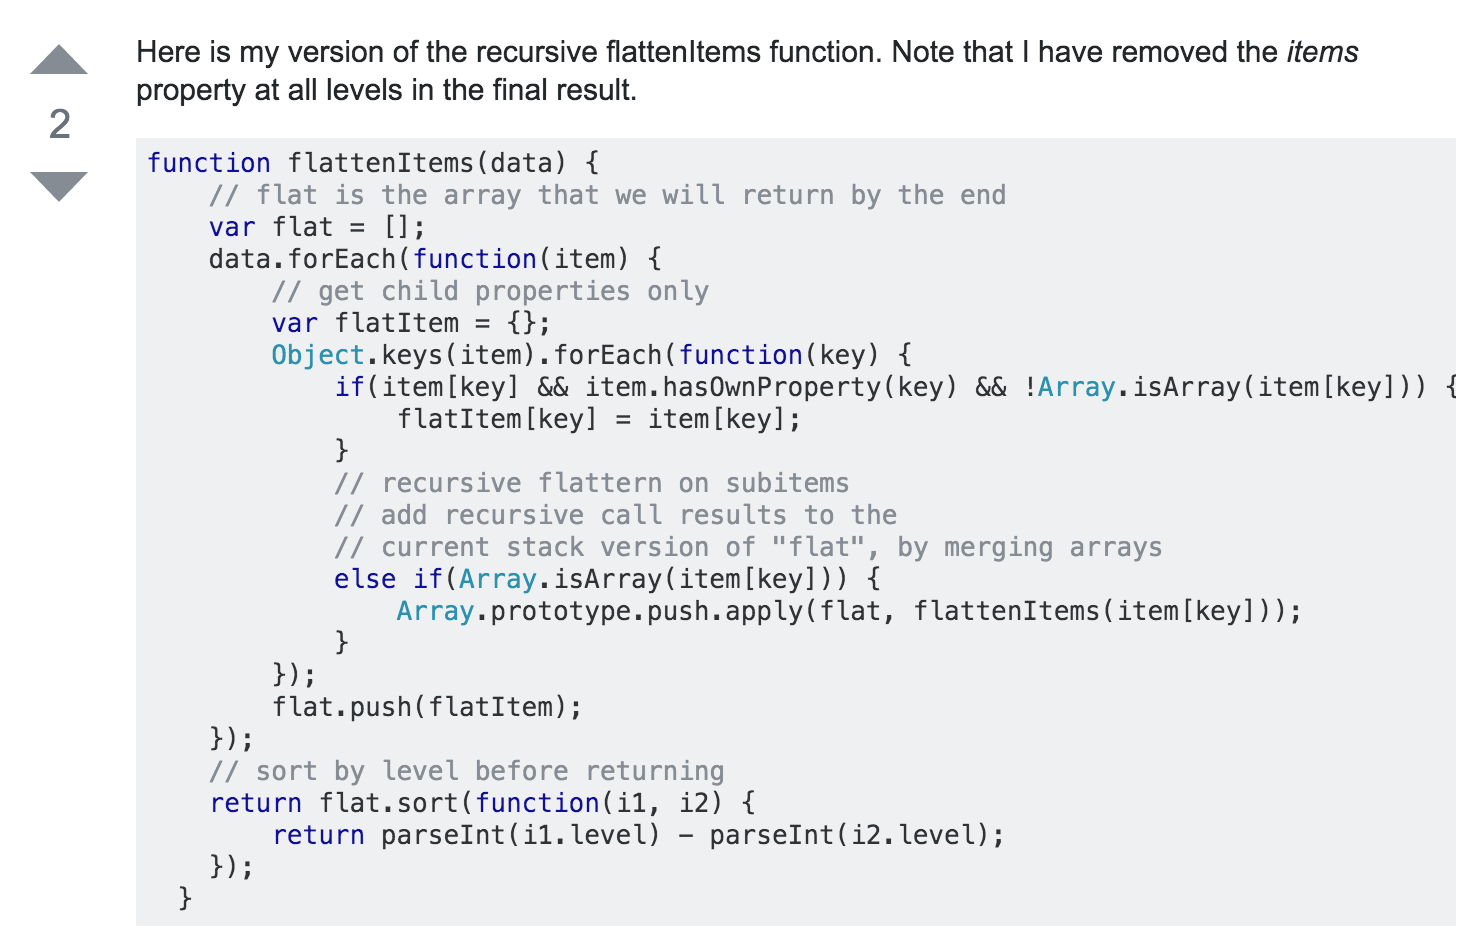 Here is my version of the recursive flattenItems function. Note that I have removed the items
property at all levels in the final result.
2
function flattenItems(data) {
    // flat is the array that we will return by the end
    var flat = [];
    data.forEach(function(item) {
        // get child properties only
        var flatItem = {};
        Object.keys(item).forEach(function(key) {
            if(item[key] && item.hasOwnProperty(key) && !Array.isArray(item[key])) {
                flatItem[key] = item[key];
            }
            // recursive flattern on subitems
            // add recursive call results to the
            // current stack version of "flat", by merging arrays
            else if(Array.isArray(item[key])) {
                Array.prototype.push.apply(flat, flattenItems(item[key]));
            }
        });
        flat.push(flatItem);
    });
    // sort by level before returning
    return flat.sort(function(i1, i2) {
        return parseInt(i1.level) - parseInt(i2.level);
    });
  }